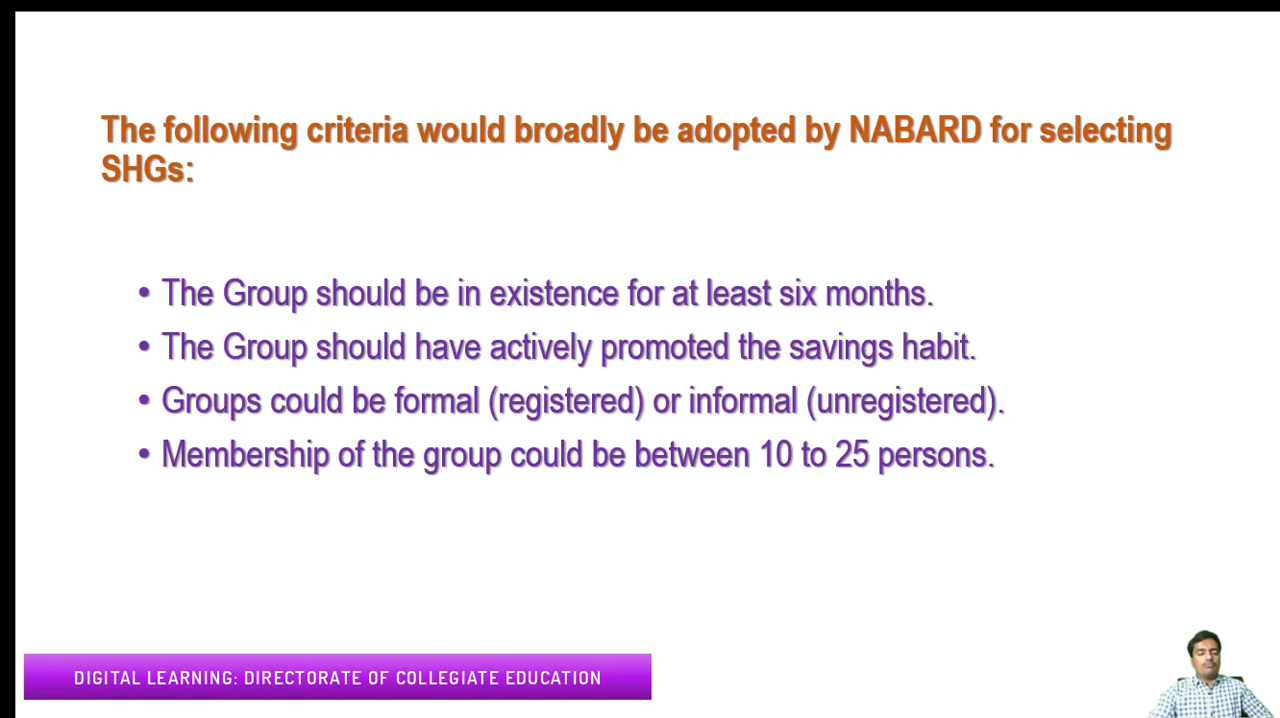 The following criteria would broadly be adopted by NABARD for selecting
SHGs:
• The Group should be in existence for at least six months.
• The Group should have actively promoted the savings habit.
• Groups could be formal (registered) or informal (unregistered).
• Membership of the group could be between 10 to 25 persons.
DIGITAL LEARNING: DIRECTORATE OF COLLEGIATE EDUCATION